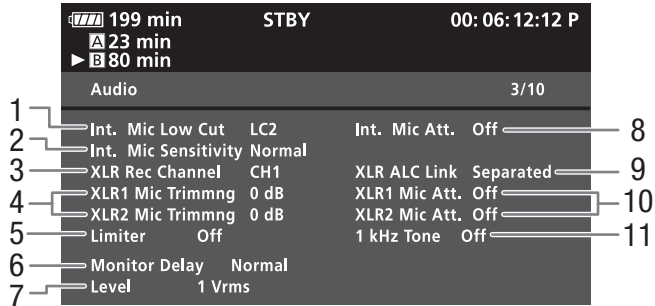 199 min STBY 00:06:12:12 P
A 23 min
B 80 min
Audio 3/10
1 Int. Mic Low Cut LC2 Int. Mic Att. Off 8
2 Int. Mic Sensitivity Normal
3 XLR Rec Channel CH1 XLR ALC Link Separated 9
4 XLR1 Mic Trimmng 0 dB XLR1 Mic Att. Off 10
XLR2 Mic Trimmng 0 dB XLR2 Mic Att. Off
5 Limiter Off 1 kHz Tone Off 11
6 Monitor Delay Normal
7 Level 1 Vrms